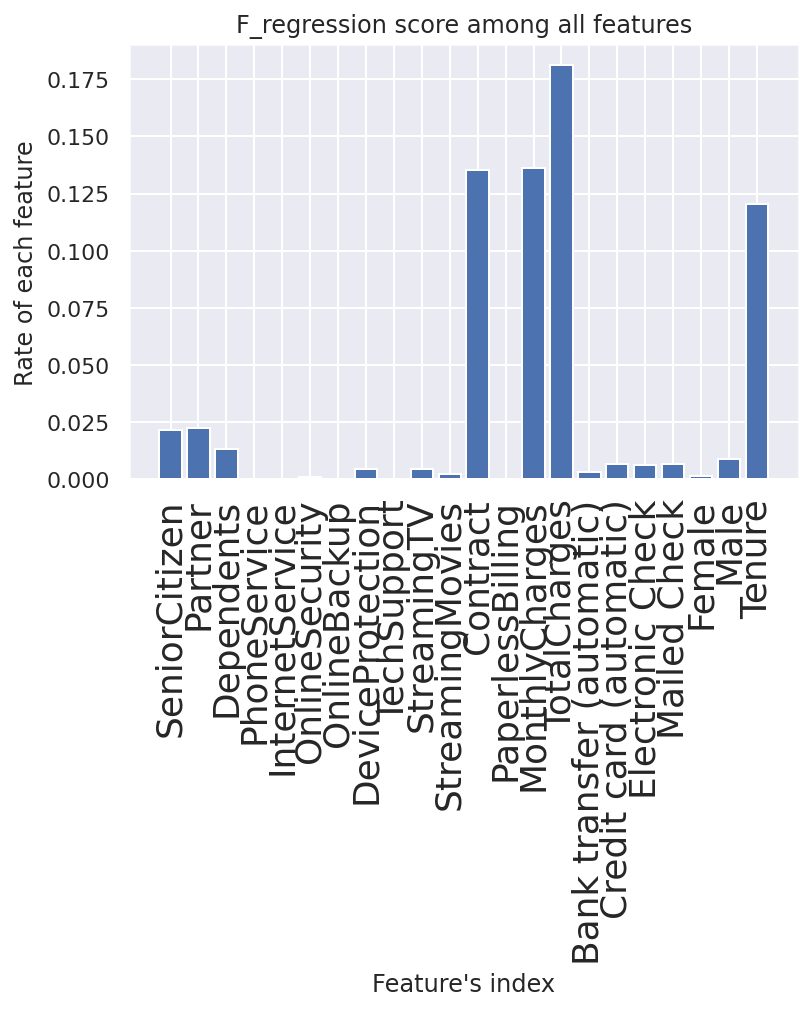 F_regression score among all features
Rate of each feature
0.175
0.150
0.125
0.100
0.075
0.050
0.025
0.000
SeniorCitizen
Partner
Dependents
PhoneService
InternetService
OnlineSecurity
OnlineBackup
DeviceProtection
TechSupport
StreamingTV
StreamingMovies
Contract
PaperlessBilling
MonthlyCharges
TotalCharges
Bank transfer (automatic)
Credit card (automatic)
Electronic Check
Mailed Check
Female
Male
Tenure
Feature's index